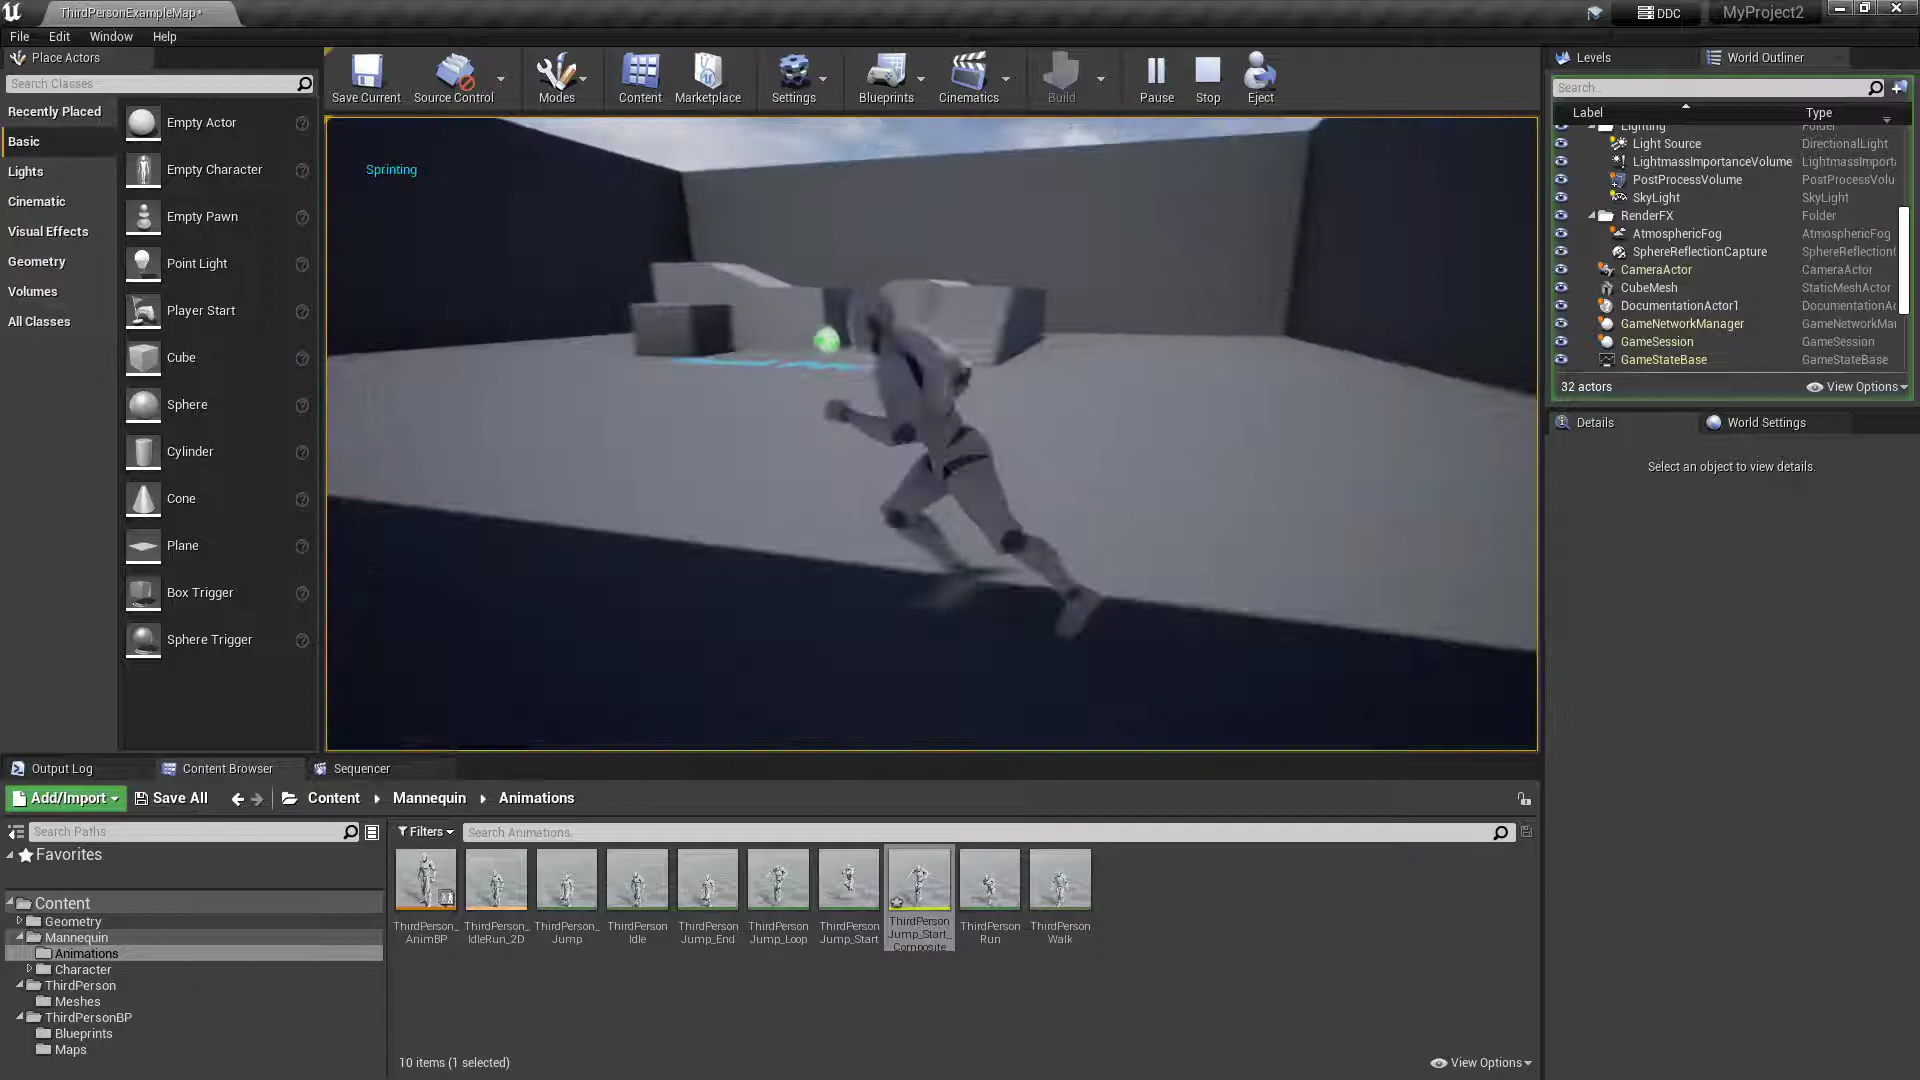 ThirdPersonExampleMap*
DDC
MyProject2
File
Edit
Window
Help
Place Actors
Search Classes
Recently Placed
Basic
Lights
Cinematic
Visual Effects
Geometry
Volumes
All Classes
Empty Actor
Empty Character
Empty Pawn
Point Light
Player Start
Cube
Sphere
Cylinder
Cone
Plane
Box Trigger
Sphere Trigger
Save Current
Source Control
Modes
Content
Marketplace
Settings
Blueprints
Cinematics
Build
Pause
Stop
Eject
Sprinting
Levels
World Outliner
Search..
Label
Type
Lighting
Folder
Light Source
DirectionalLight
LightmassImportanceVolume
LightmassImporta
PostProcessVolume
PostProcessVolu
SkyLight
SkyLight
RenderFX
Folder
AtmosphericFog
AtmosphericFog
SphereReflectionCapture
SphereReflection
CameraActor
CameraActor
CubeMesh
StaticMeshActor
DocumentationActor1
DocumentationAc
GameNetworkManager
GameNetworkMan
GameSession
GameSession
GameStateBase
GameStateBase
32 actors
View Options
Details
World Settings
Select an object to view details.
Output Log
Content Browser
Sequencer
Add/Import
Save All
Content
Mannequin
Animations
Search Paths
Favorites
Content
Geometry
Mannequin
Animations
Character
ThirdPerson
Meshes
ThirdPersonBP
Blueprints
Maps
Filters
Search Animations
ThirdPerson_
AnimBP
ThirdPerson_
IdleRun_2D
ThirdPerson_
Jump
ThirdPerson
Idle
ThirdPerson
Jump_End
ThirdPerson
Jump_Loop
ThirdPerson
Jump_Start
ThirdPerson
Jump_Start_
Composite
ThirdPerson
Run
ThirdPerson
Walk
10 items (1 selected)
View Options